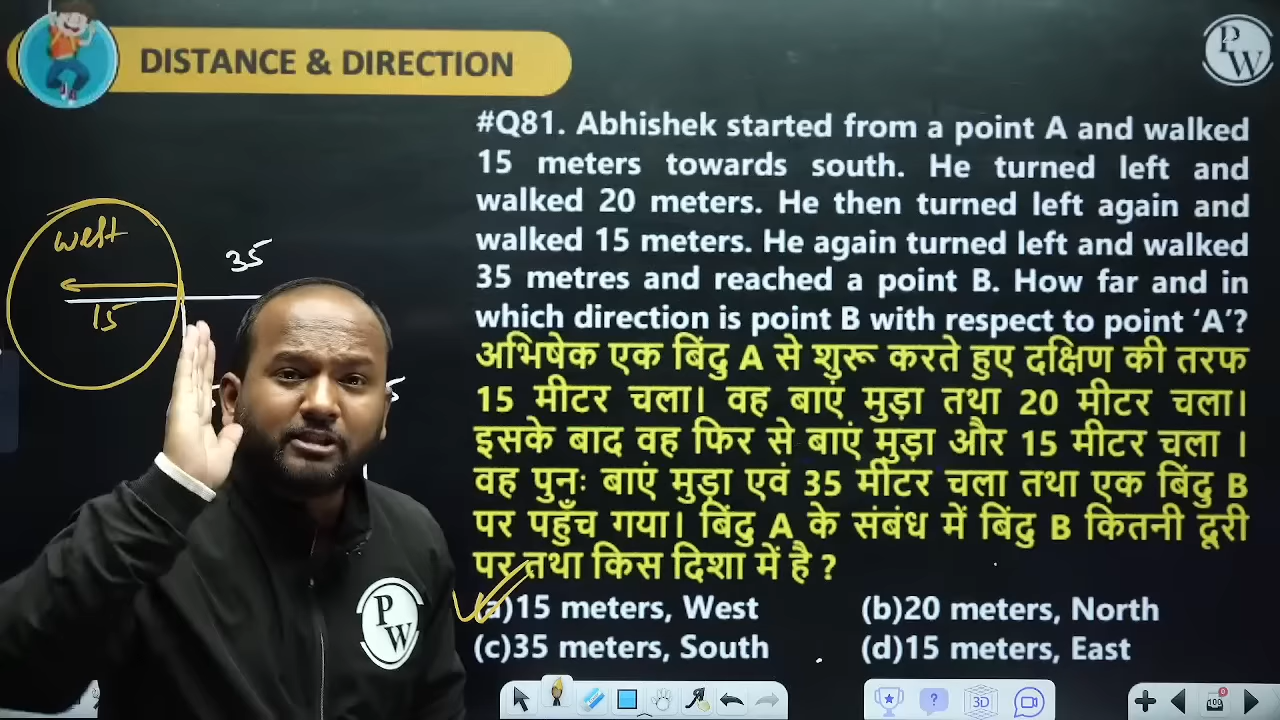 DISTANCE & DIRECTION
PW
#Q81. Abhishek started from a point A and walked
15 meters towards south. He turned left and
walked 20 meters. He then turned left again and
walked 15 meters. He again turned left and walked
35 metres and reached a point B. How far and in
which direction is point B with respect to point ‘A’?
अभिषेक एक बिंदु A से शुरू करते हुए दक्षिण की तरफ
15 मीटर चला। वह बाएं मुड़ा तथा 20 मीटर चला।
इसके बाद वह फिर से बाएं मुड़ा और 15 मीटर चला ।
वह पुनः बाएं मुड़ा एवं 35 मीटर चला तथा एक बिंदु B
पर पहुँच गया। बिंदु A के संबंध में बिंदु B कितनी दूरी
पर तथा किस दिशा में है ?
(a)15 meters, West (b)20 meters, North
(c)35 meters, South (d)15 meters, East
west
35
15
5
PW
3D
100